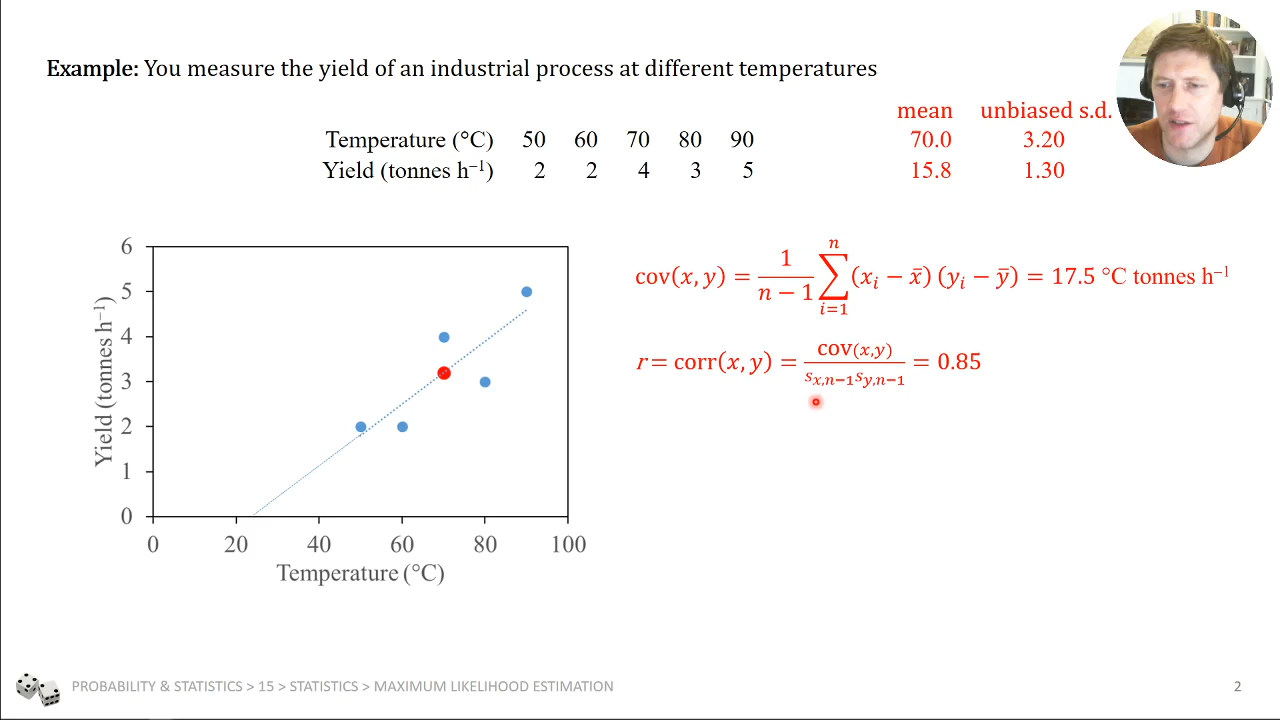 Example: You measure the yield of an industrial process at different temperatures
mean unbiased s.d.
Temperature (°C) 50 60 70 80 90 70.0 3.20
Yield (tonnes h⁻¹) 2 2 4 3 5 15.8 1.30
cov(x, y) = 1/(n − 1) ∑ᵢ₌₁ⁿ (xᵢ − x̄) (yᵢ − ȳ) = 17.5 °C tonnes h⁻¹
r = corr(x, y) = cov(x,y)/(sₓ,ₙ₋₁ s_y,ₙ₋₁) = 0.85
6
5
4
3
2
1
0
Yield (tonnes h⁻¹)
0 20 40 60 80 100
Temperature (°C)
PROBABILITY & STATISTICS > 15 > STATISTICS > MAXIMUM LIKELIHOOD ESTIMATION 2